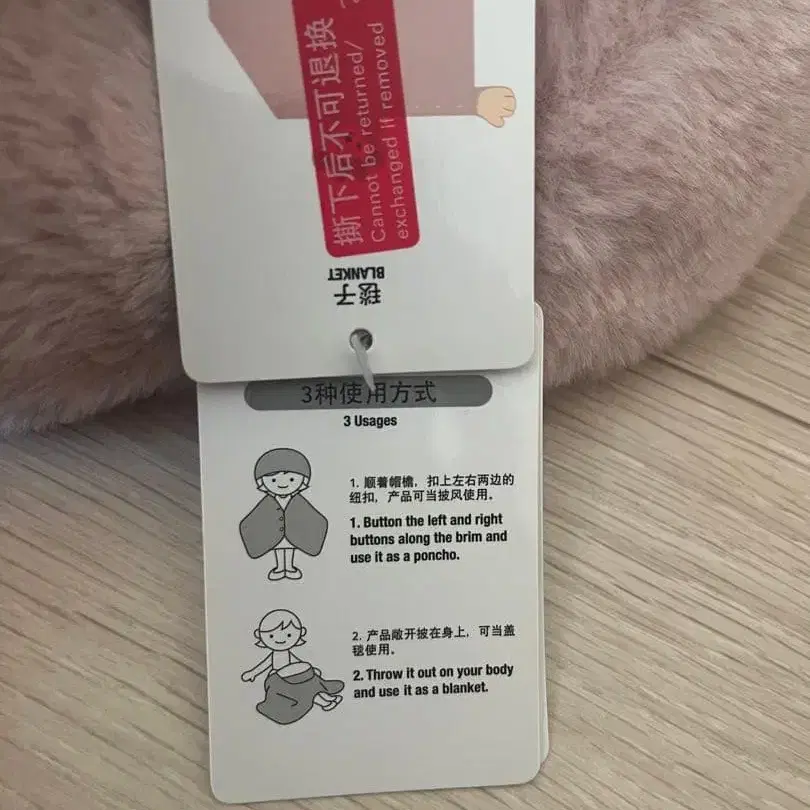 撕下后不可退换
Cannot be returned/
exchanged if removed
毯子
BLANKET
3种使用方式
3 Usages
1. 顺着帽檐，扣上左右两边的
纽扣，产品可当披风使用。
1. Button the left and right
buttons along the brim and
use it as a poncho.
2. 产品敞开披在身上，可当盖
毯使用。
2. Throw it out on your body
and use it as a blanket.